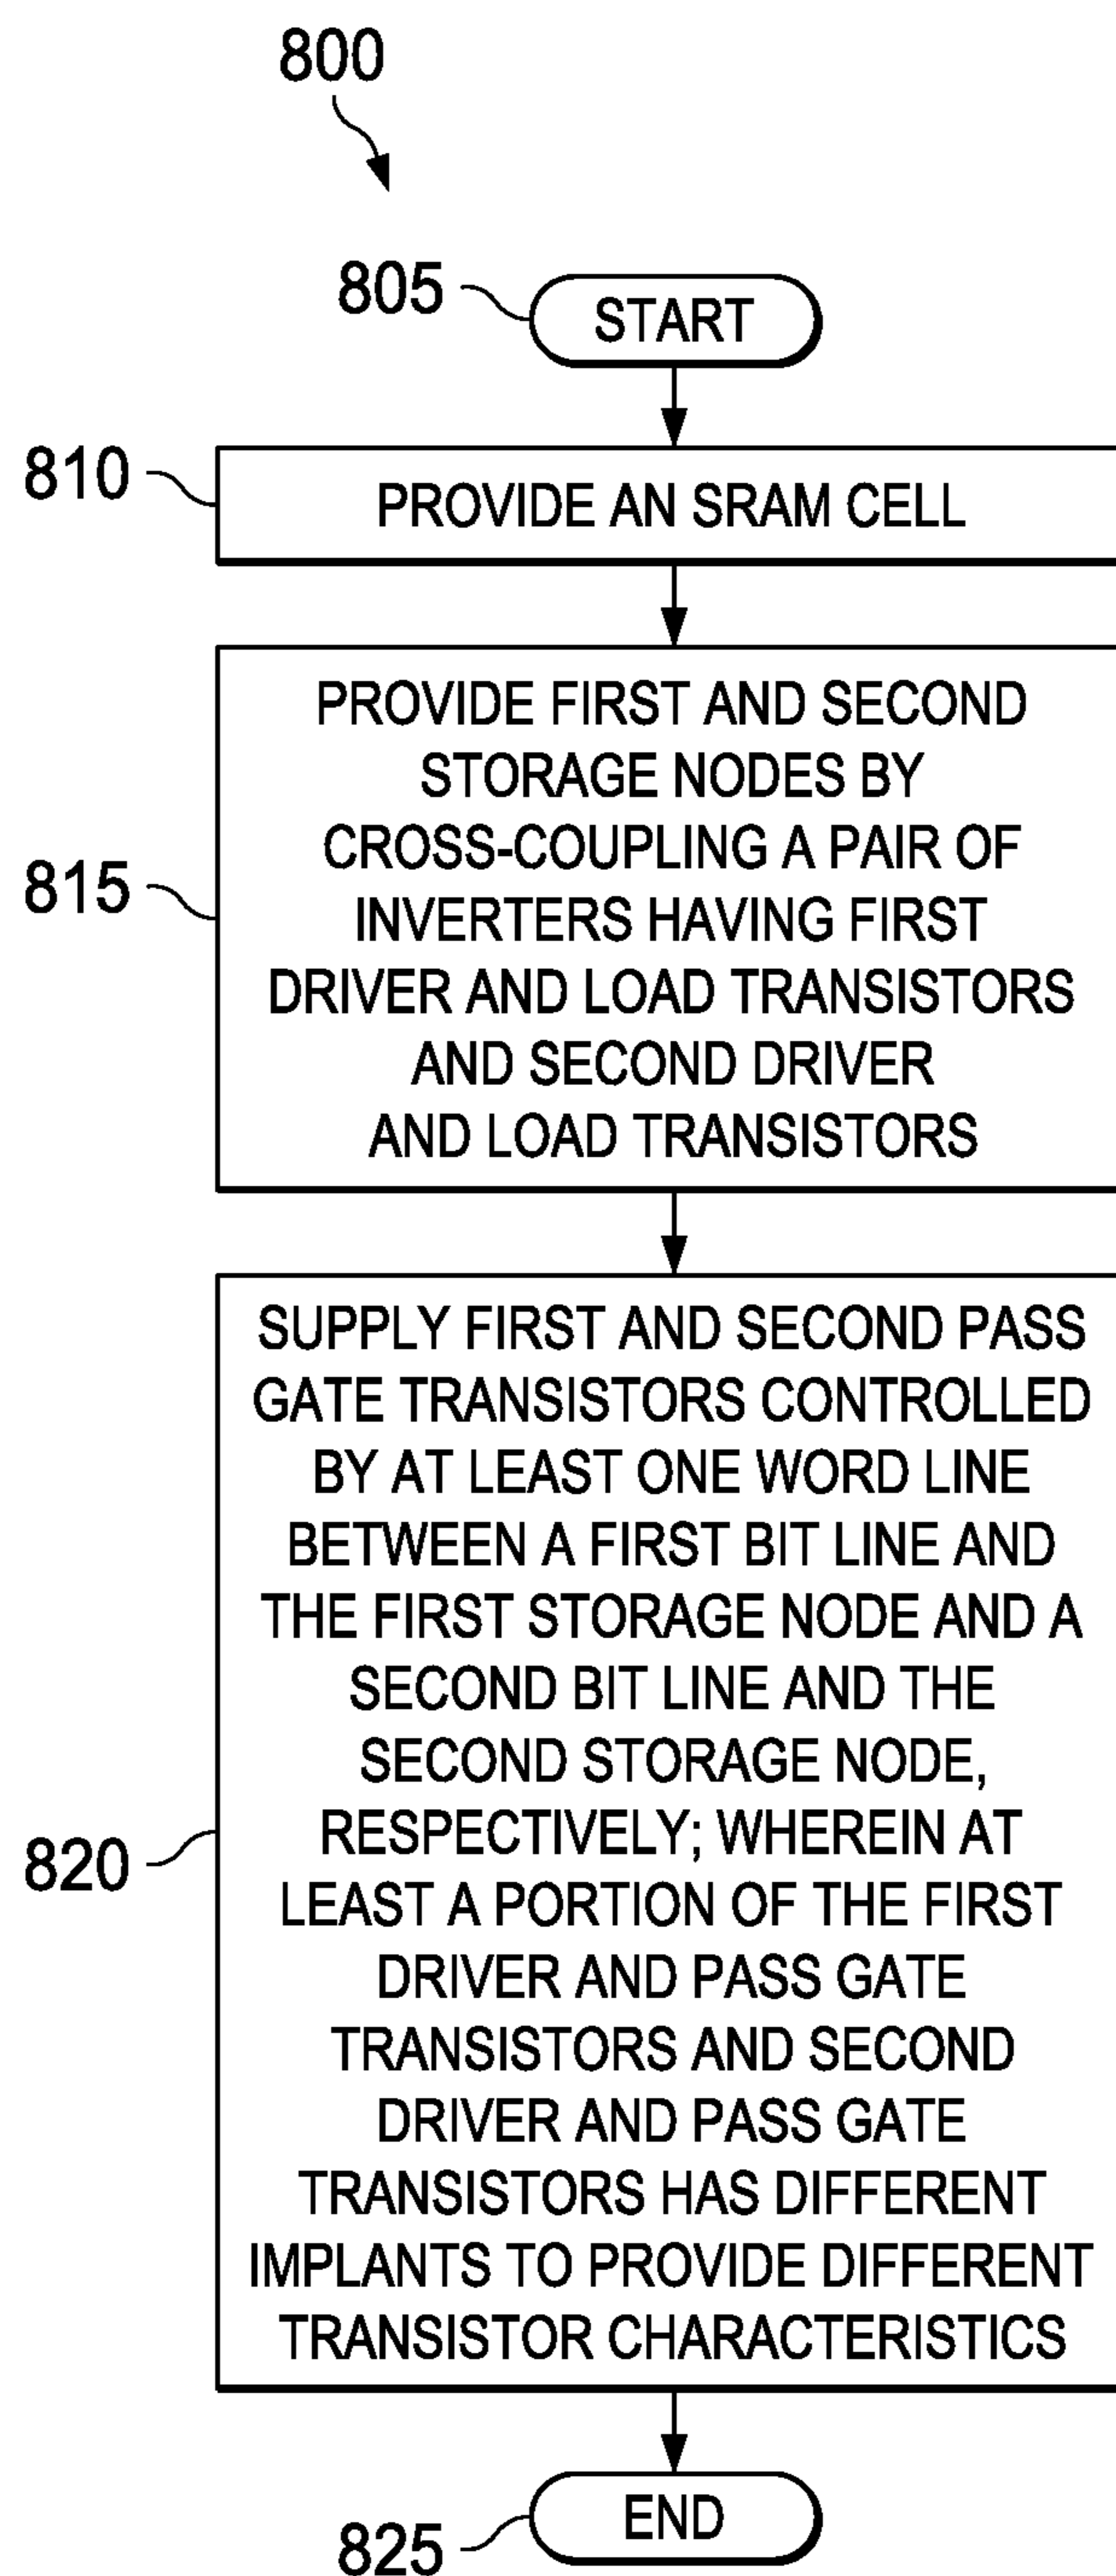 800
805
START
810
PROVIDE AN SRAM CELL
815
PROVIDE FIRST AND SECOND
STORAGE NODES BY
CROSS-COUPLING A PAIR OF
INVERTERS HAVING FIRST
DRIVER AND LOAD TRANSISTORS
AND SECOND DRIVER
AND LOAD TRANSISTORS
820
SUPPLY FIRST AND SECOND PASS
GATE TRANSISTORS CONTROLLED
BY AT LEAST ONE WORD LINE
BETWEEN A FIRST BIT LINE AND
THE FIRST STORAGE NODE AND A
SECOND BIT LINE AND THE
SECOND STORAGE NODE,
RESPECTIVELY; WHEREIN AT
LEAST A PORTION OF THE FIRST
DRIVER AND PASS GATE
TRANSISTORS AND SECOND
DRIVER AND PASS GATE
TRANSISTORS HAS DIFFERENT
IMPLANTS TO PROVIDE DIFFERENT
TRANSISTOR CHARACTERISTICS
825
END